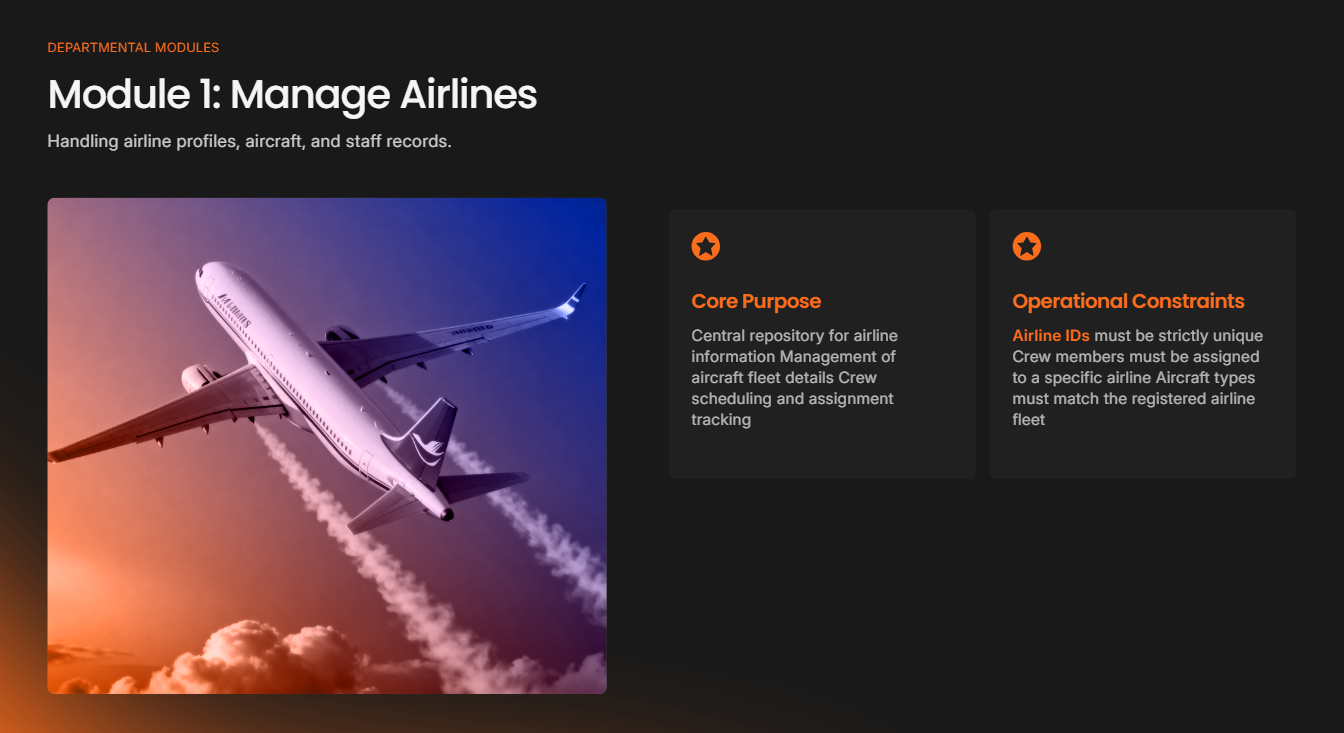 DEPARTMENTAL MODULES
Module 1: Manage Airlines
Handling airline profiles, aircraft, and staff records.
Core Purpose
Central repository for airline
information Management of
aircraft fleet details Crew
scheduling and assignment
tracking
Operational Constraints
Airline IDs must be strictly unique
Crew members must be assigned
to a specific airline Aircraft types
must match the registered airline
fleet